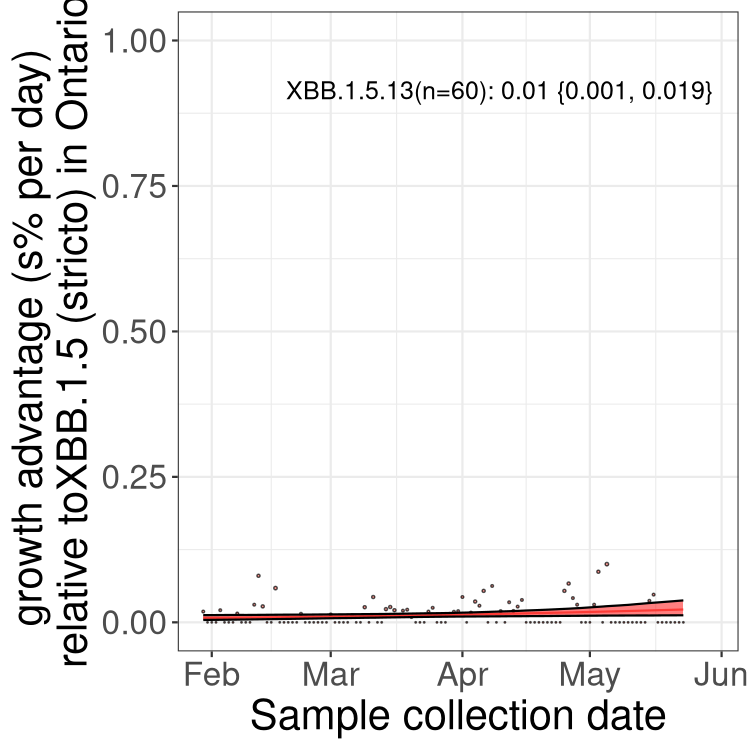 growth advantage (s% per day)
relative toXBB.1.5 (stricto) in Ontario
1.00
0.75
0.50
0.25
0.00
XBB.1.5.13(n=60): 0.01 {0.001, 0.019}
Feb Mar Apr May Jun
Sample collection date